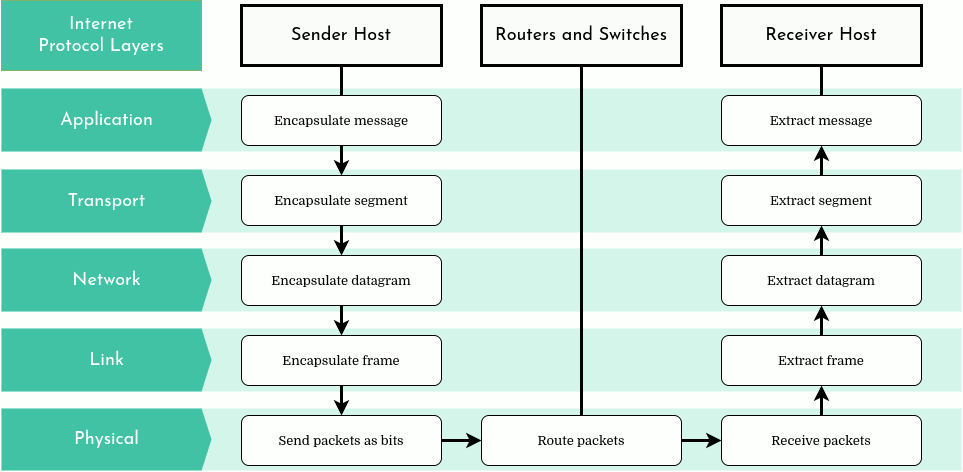 Internet
Protocol Layers
Sender Host
Routers and Switches
Receiver Host
Application
Encapsulate message
Extract message
Transport
Encapsulate segment
Extract segment
Network
Encapsulate datagram
Extract datagram
Link
Encapsulate frame
Extract frame
Physical
Send packets as bits
Route packets
Receive packets